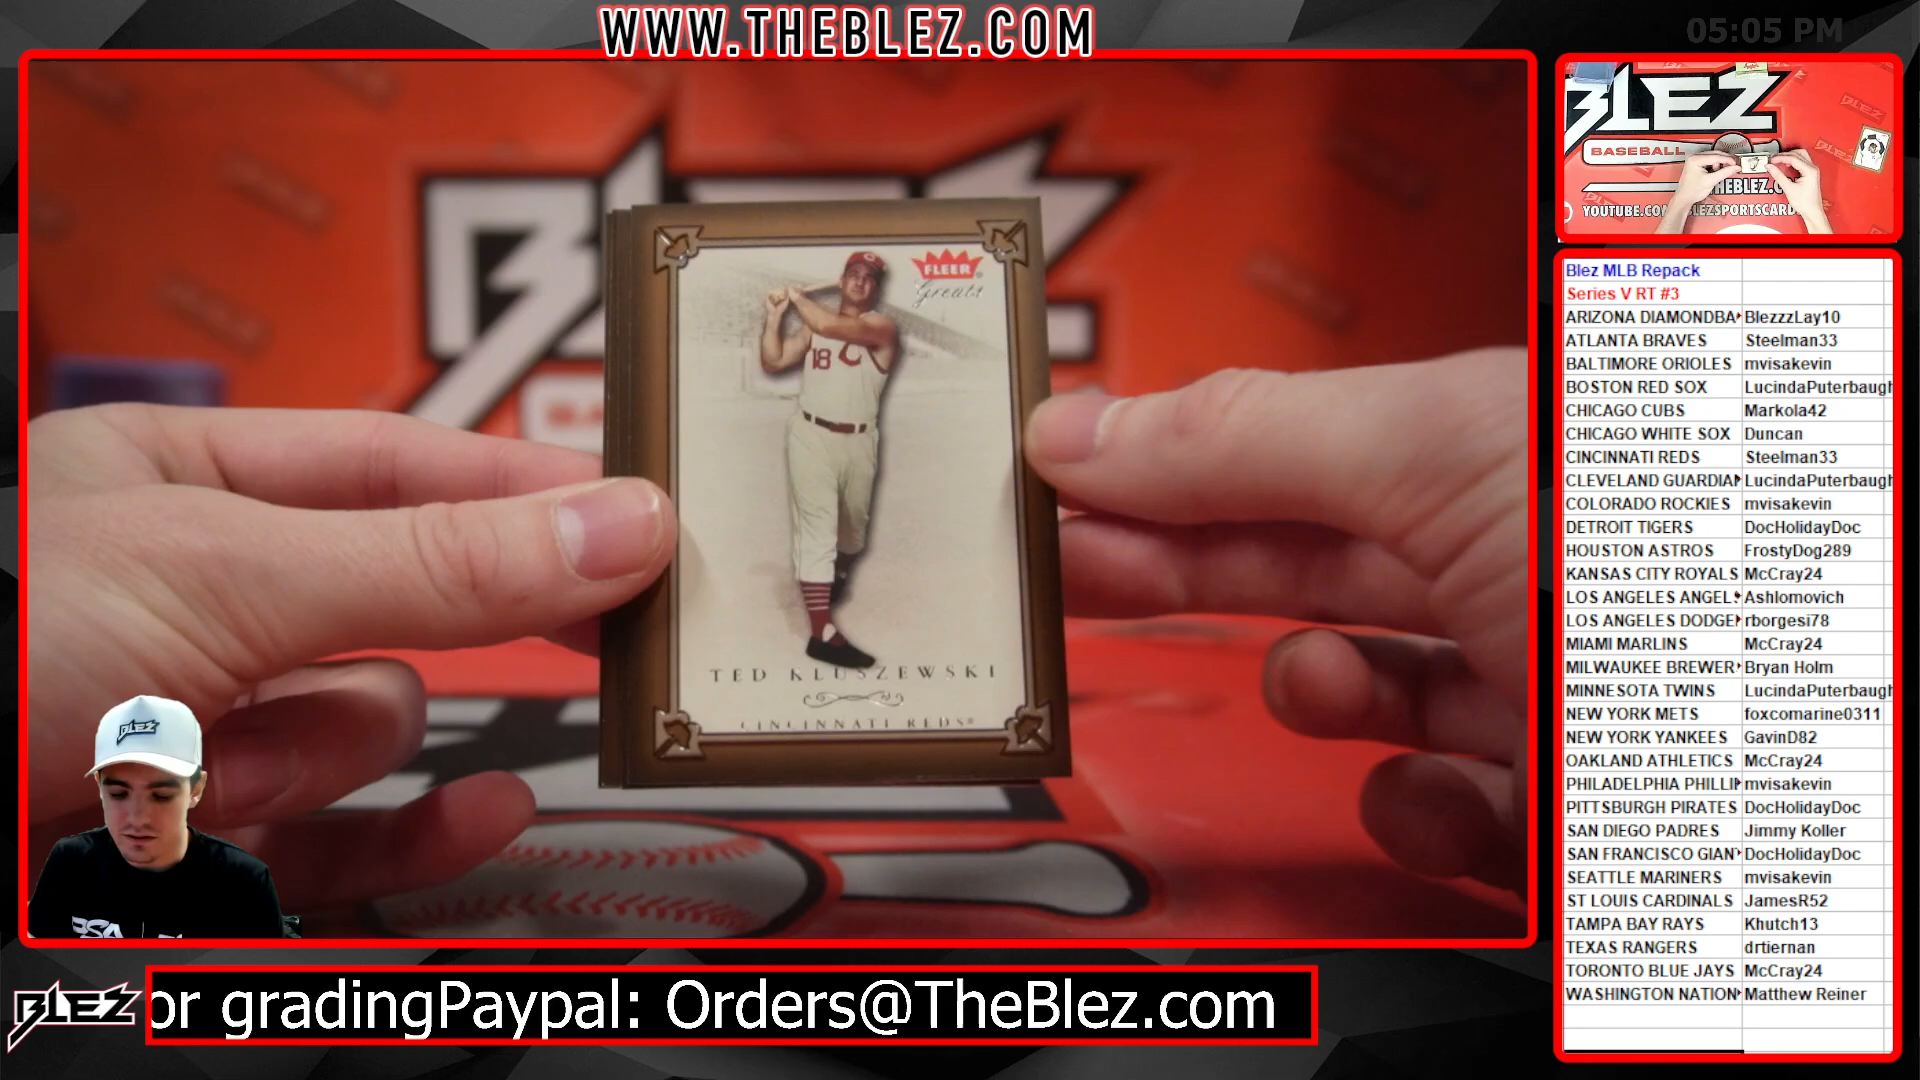 WWW.THEBLEZ.COM
05:05 PM
BLEZ
BASEBALL
THEBLEZ.C
YOUTUBE.COM
LEZSPORTSCARD
FLEER
Greats
18 C
TED KLUSZEWSKI
CINCINNATI REDS
Blez MLB Repack
Series V RT #3
ARIZONA DIAMONDBA BlezzzLay10
ATLANTA BRAVES Steelman33
BALTIMORE ORIOLES mvisakevin
BOSTON RED SOX LucindaPuterbaugh
CHICAGO CUBS Markola42
CHICAGO WHITE SOX Duncan
CINCINNATI REDS Steelman33
CLEVELAND GUARDIAN LucindaPuterbaugh
COLORADO ROCKIES mvisakevin
DETROIT TIGERS DocHolidayDoc
HOUSTON ASTROS FrostyDog289
KANSAS CITY ROYALS McCray24
LOS ANGELES ANGELS Ashlomovich
LOS ANGELES DODGE rborgesi78
MIAMI MARLINS McCray24
MILWAUKEE BREWER Bryan Holm
MINNESOTA TWINS LucindaPuterbaugh
NEW YORK METS foxcomarine0311
NEW YORK YANKEES GavinD82
OAKLAND ATHLETICS McCray24
PHILADELPHIA PHILLI mvisakevin
PITTSBURGH PIRATES DocHolidayDoc
SAN DIEGO PADRES Jimmy Koller
SAN FRANCISCO GIAN DocHolidayDoc
SEATTLE MARINERS mvisakevin
ST LOUIS CARDINALS JamesR52
TAMPA BAY RAYS Khutch13
TEXAS RANGERS drtiernan
TORONTO BLUE JAYS McCray24
WASHINGTON NATION Matthew Reiner
BLEZ
BLEZ
or gradingPaypal: Orders@TheBlez.com